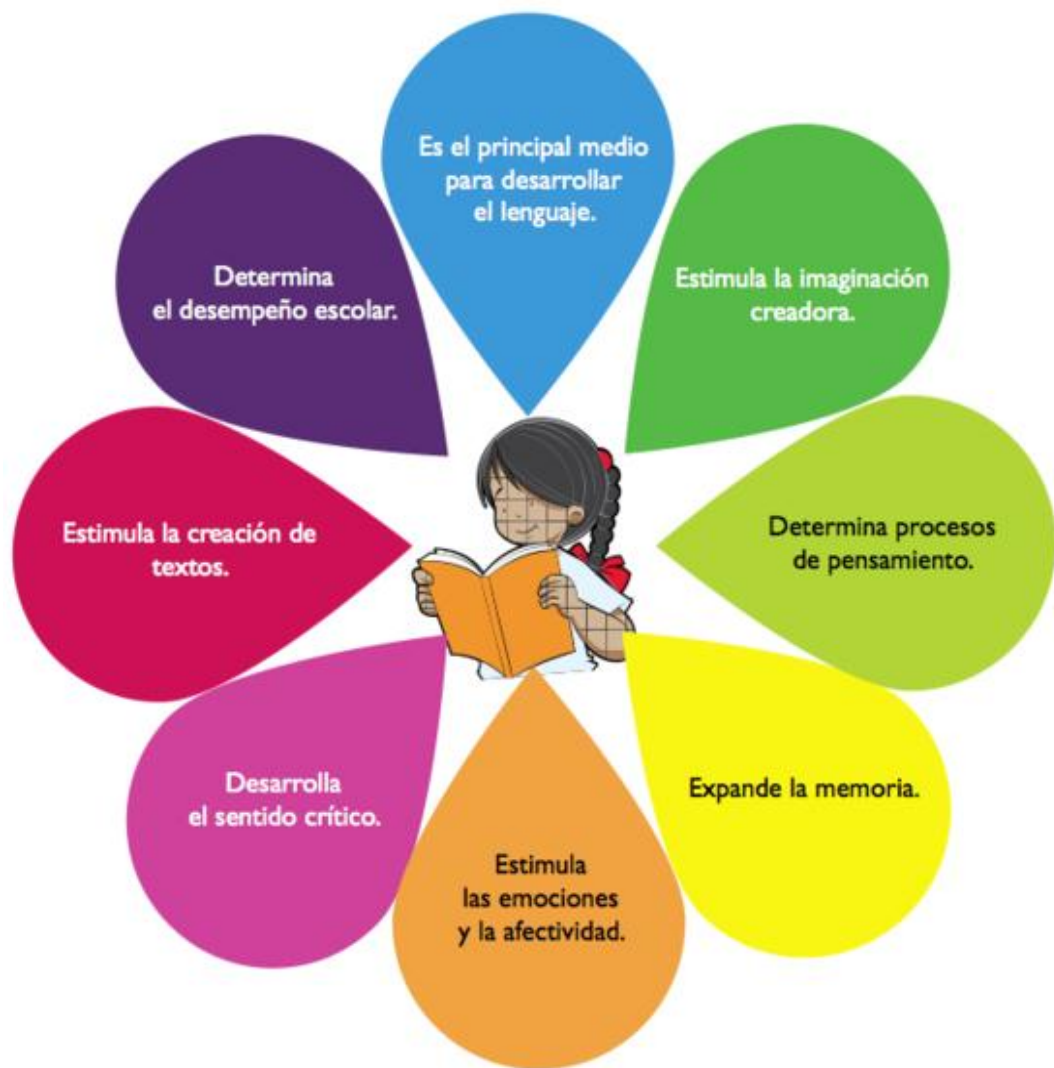 Es el principal medio
para desarrollar
el lenguaje.
Estimula la imaginación
creadora.
Determina procesos
de pensamiento.
Expande la memoria.
Estimula
las emociones
y la afectividad.
Desarrolla
el sentido crítico.
Estimula la creación de
textos.
Determina
el desempeño escolar.